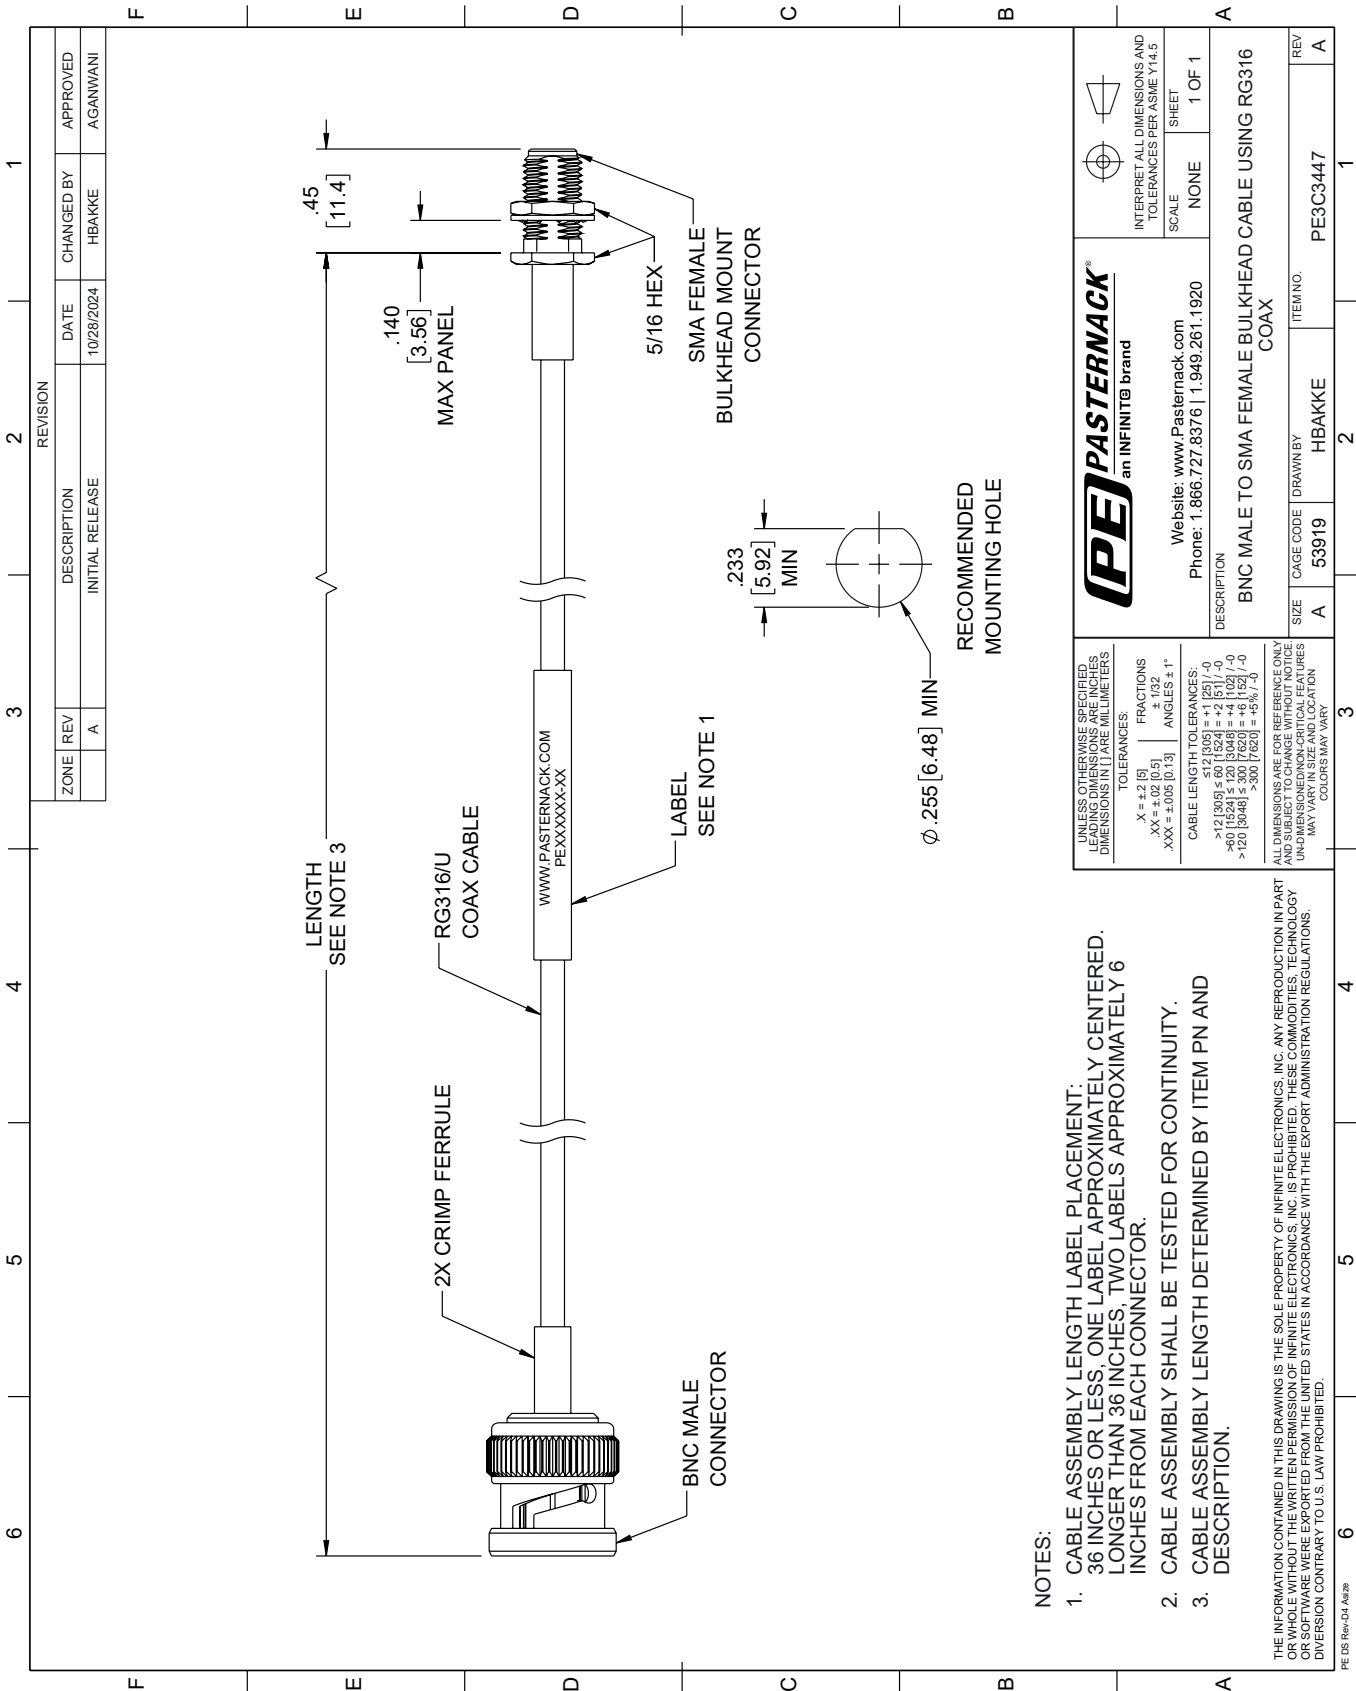 6 5 4 3 2 1
F
E
D
C
B
A
REVISION
ZONE REV DESCRIPTION DATE CHANGED BY APPROVED
A INITIAL RELEASE 10/28/2024 HBAKKE AGANWANI
LENGTH
SEE NOTE 3
.45
[11.4]
.140
[3.56]
MAX PANEL
2X CRIMP FERRULE
RG316/U
COAX CABLE
WWW.PASTERNACK.COM
PEXXXXXX-XX
BNC MALE
CONNECTOR
LABEL
SEE NOTE 1
5/16 HEX
SMA FEMALE
BULKHEAD MOUNT
CONNECTOR
.233
[5.92]
MIN
∅.255 [6.48] MIN
RECOMMENDED
MOUNTING HOLE
NOTES:
1. CABLE ASSEMBLY LENGTH LABEL PLACEMENT:
36 INCHES OR LESS, ONE LABEL APPROXIMATELY CENTERED.
LONGER THAN 36 INCHES, TWO LABELS APPROXIMATELY 6
INCHES FROM EACH CONNECTOR.
2. CABLE ASSEMBLY SHALL BE TESTED FOR CONTINUITY.
3. CABLE ASSEMBLY LENGTH DETERMINED BY ITEM PN AND
DESCRIPTION.
THE INFORMATION CONTAINED IN THIS DRAWING IS THE SOLE PROPERTY OF INFINITE ELECTRONICS, INC. ANY REPRODUCTION IN PART
OR WHOLE WITHOUT THE WRITTEN PERMISSION OF INFINITE ELECTRONICS, INC. IS PROHIBITED. THESE COMMODITIES, TECHNOLOGY
OR SOFTWARE WERE EXPORTED FROM THE UNITED STATES IN ACCORDANCE WITH THE EXPORT ADMINISTRATION REGULATIONS.
DIVERSION CONTRARY TO U.S. LAW PROHIBITED.
UNLESS OTHERWISE SPECIFIED
LEADING DIMENSIONS ARE INCHES
DIMENSIONS IN [ ] ARE MILLIMETERS
TOLERANCES:
.X = ±.2 [5] FRACTIONS
.XX = ±.02 [0.5] ± 1/32
.XXX = ±.005 [0.13] ANGLES ± 1°
CABLE LENGTH TOLERANCES:
≤12 [305] = +1 [25] / -0
>12 [305] ≤ 60 [1524] = +2 [51] / -0
>60 [1524] ≤ 120 [3048] = +4 [102] / -0
>120 [3048] ≤ 300 [7620] = +6 [152] / -0
>300 [7620] = +5% / -0
ALL DIMENSIONS ARE FOR REFERENCE ONLY
AND SUBJECT TO CHANGE WITHOUT NOTICE.
UN-DIMENSIONED/NON-CRITICAL FEATURES
MAY VARY IN SIZE AND LOCATION
COLORS MAY VARY
PE PASTERNACK®
an INFINIT@ brand
Website: www.Pasternack.com
Phone: 1.866.727.8376 | 1.949.261.1920
INTERPRET ALL DIMENSIONS AND
TOLERANCES PER ASME Y14.5
SCALE NONE
SHEET 1 OF 1
DESCRIPTION
BNC MALE TO SMA FEMALE BULKHEAD CABLE USING RG316
COAX
SIZE A
CAGE CODE 53919
DRAWN BY HBAKKE
ITEM NO. PE3C3447
REV A
6 5 4 3 2 1
F
E
D
C
B
A
PE DS Rev-D4 Asize